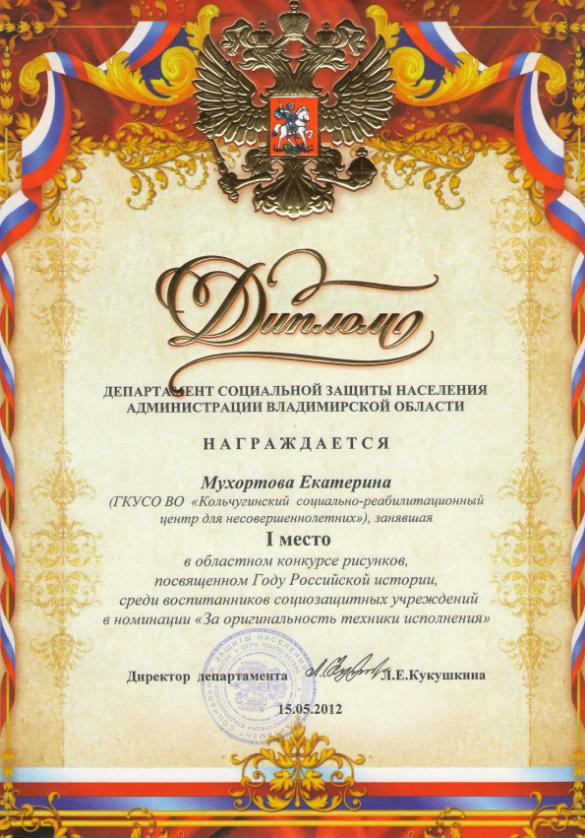 Диплом
ДЕПАРТАМЕНТ СОЦИАЛЬНОЙ ЗАЩИТЫ НАСЕЛЕНИЯ
АДМИНИСТРАЦИИ ВЛАДИМИРСКОЙ ОБЛАСТИ
НАГРАЖДАЕТСЯ
Мухортова Екатерина
(ГКУСО ВО «Кольчугинский социально-реабилитационный
центр для несовершеннолетних»), занявшая
I место
в областном конкурсе рисунков,
посвященном Году Российской истории,
среди воспитанников социозащитных учреждений
в номинации «За оригинальность техники исполнения»
Директор департамента Л.Е.Кукушкина
15.05.2012